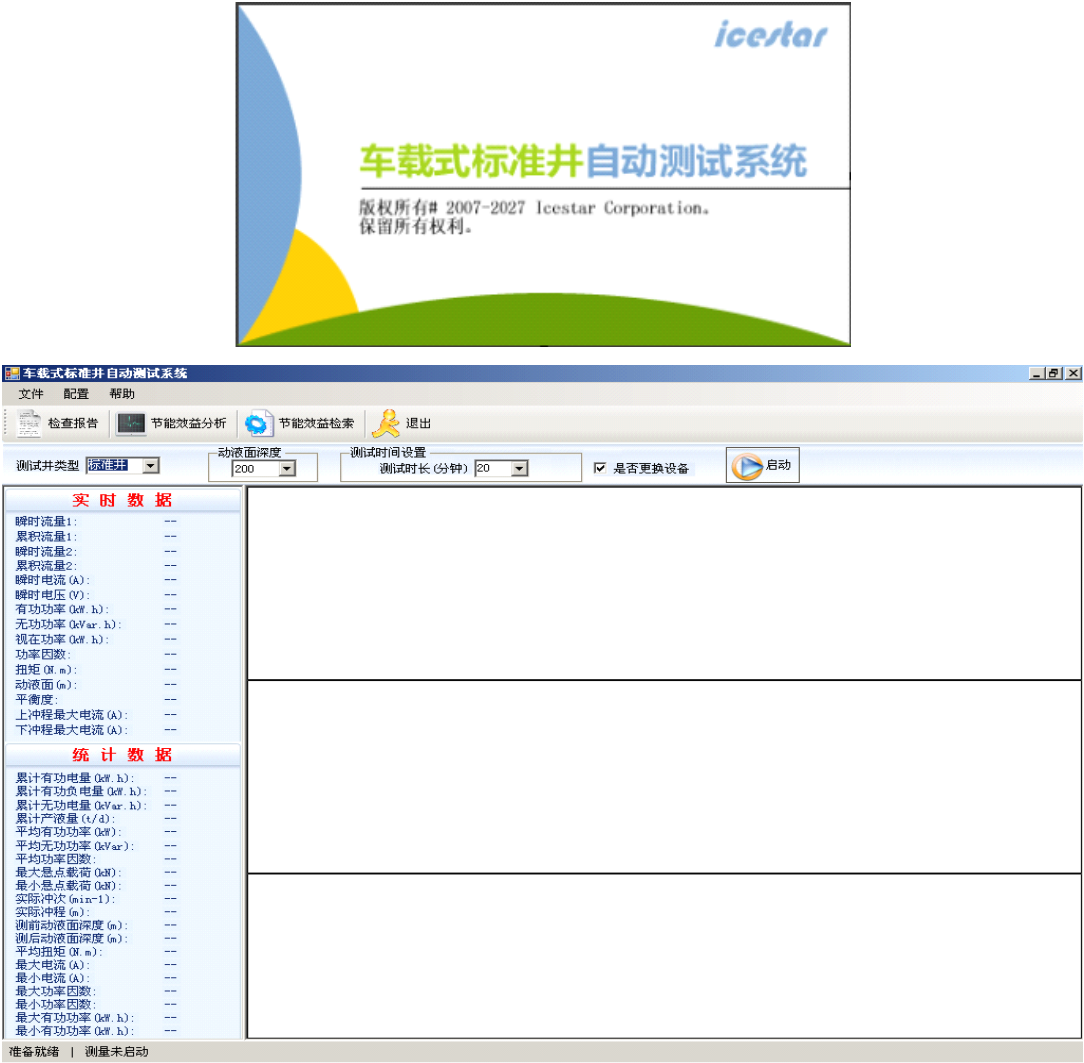 icestar
车载式标准井自动测试系统
版权所有# 2007-2027 Icestar Corporation。
保留所有权利。
车载式标准井自动测试系统
文件 配置 帮助
检查报告 节能效益分析 节能效益检索 退出
测试井类型 标准井 动液面深度 200 测试时间设置 测试时长(分钟) 20 是否更换设备 启动
实 时 数 据
瞬时流量1: --
累积流量1: --
瞬时流量2: --
累积流量2: --
瞬时电流(A): --
瞬时电压(V): --
有功功率(kW.h): --
无功功率(kVar.h): --
视在功率(kW.h): --
功率因数: --
扭矩(N.m): --
动液面(m): --
平衡度: --
上冲程最大电流(A): --
下冲程最大电流(A): --
统 计 数 据
累计有功电量(kW.h): --
累计有功负电量(kW.h): --
累计无功电量(kVar.h): --
累计产液量(t/d): --
平均有功功率(kW): --
平均无功功率(kVar): --
平均功率因数: --
最大悬点载荷(kN): --
最小悬点载荷(kN): --
实际冲次(min-1): --
实际冲程(m): --
测前动液面深度(m): --
测后动液面深度(m): --
平均扭矩(N.m): --
最大电流(A): --
最小电流(A): --
最大功率因数: --
最小功率因数: --
最大有功功率(kW.h): --
最小有功功率(kW.h): --
准备就绪 | 测量未启动